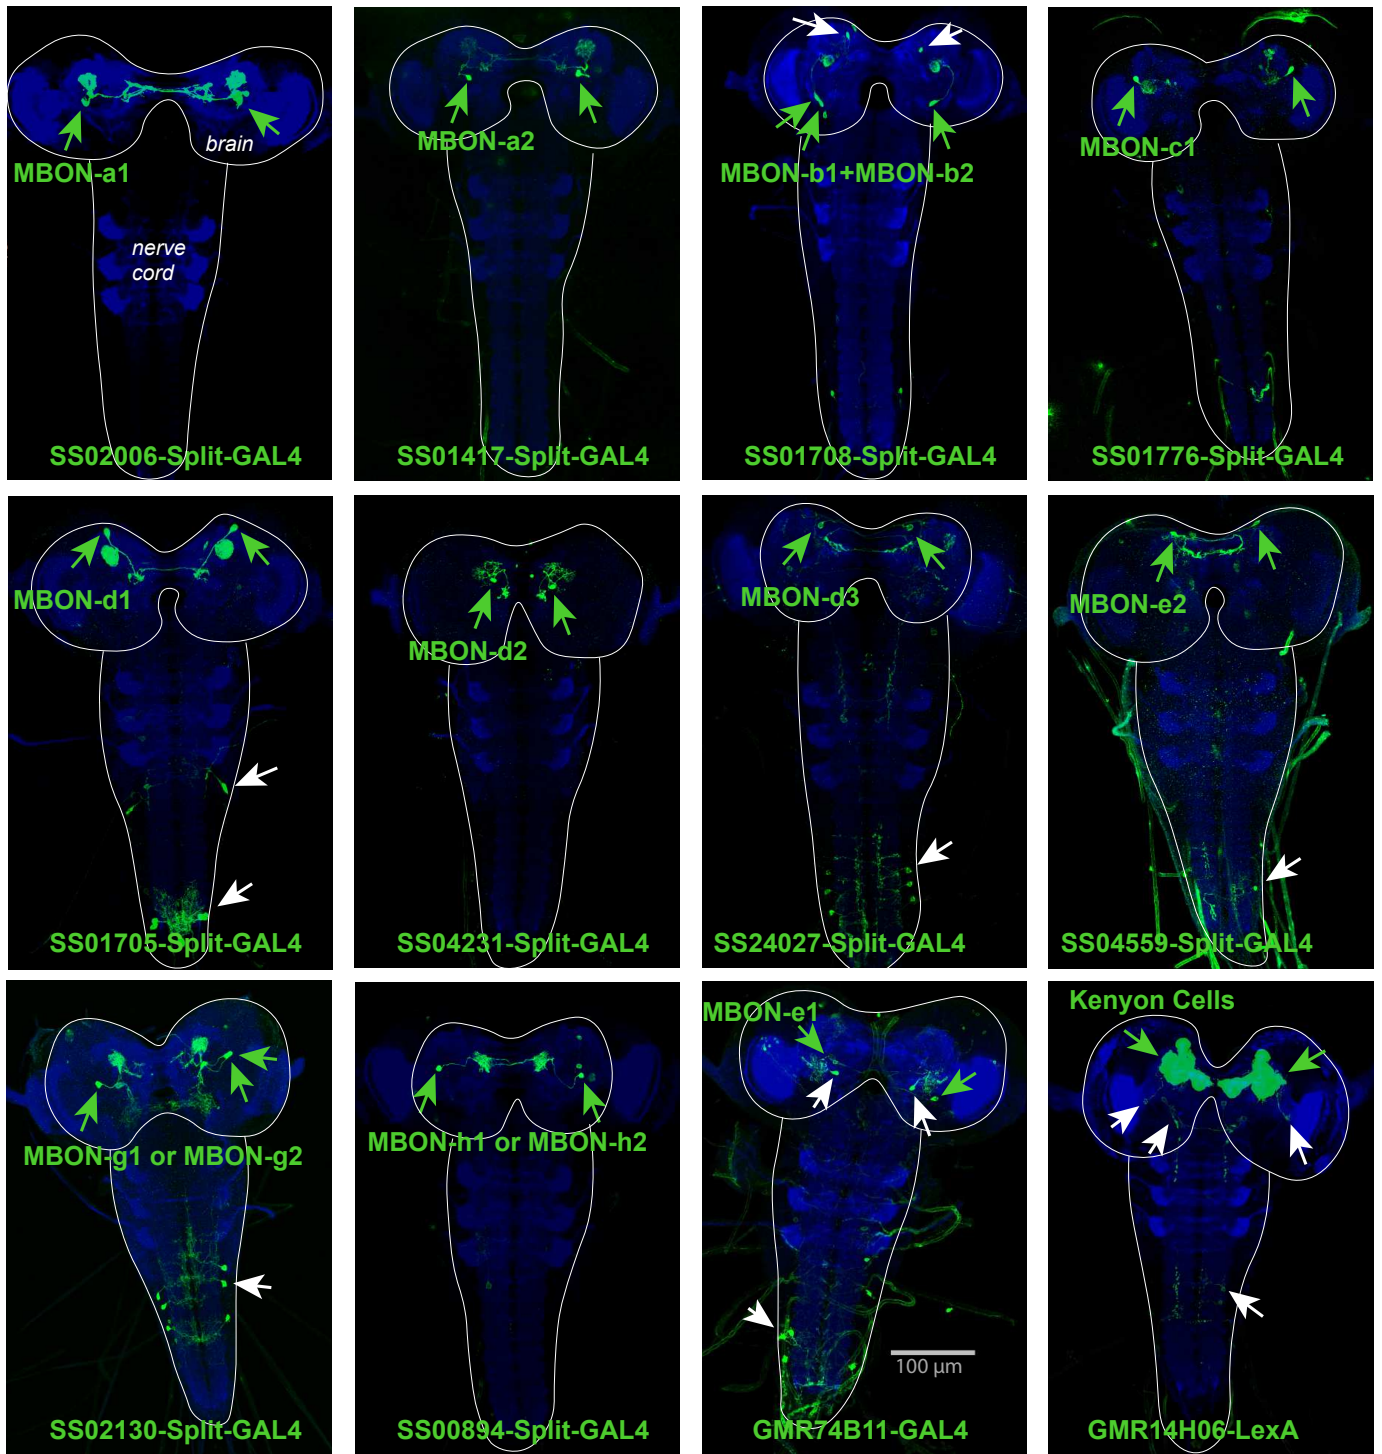 brain
MBON-a1
nerve
cord
SS02006-Split-GAL4
MBON-a2
SS01417-Split-GAL4
MBON-b1+MBON-b2
SS01708-Split-GAL4
MBON-c1
SS01776-Split-GAL4
MBON-d1
SS01705-Split-GAL4
MBON-d2
SS04231-Split-GAL4
MBON-d3
SS24027-Split-GAL4
MBON-e2
SS04559-Split-GAL4
MBON-g1 or MBON-g2
SS02130-Split-GAL4
MBON-h1 or MBON-h2
SS00894-Split-GAL4
MBON-e1
100 µm
GMR74B11-GAL4
Kenyon Cells
GMR14H06-LexA